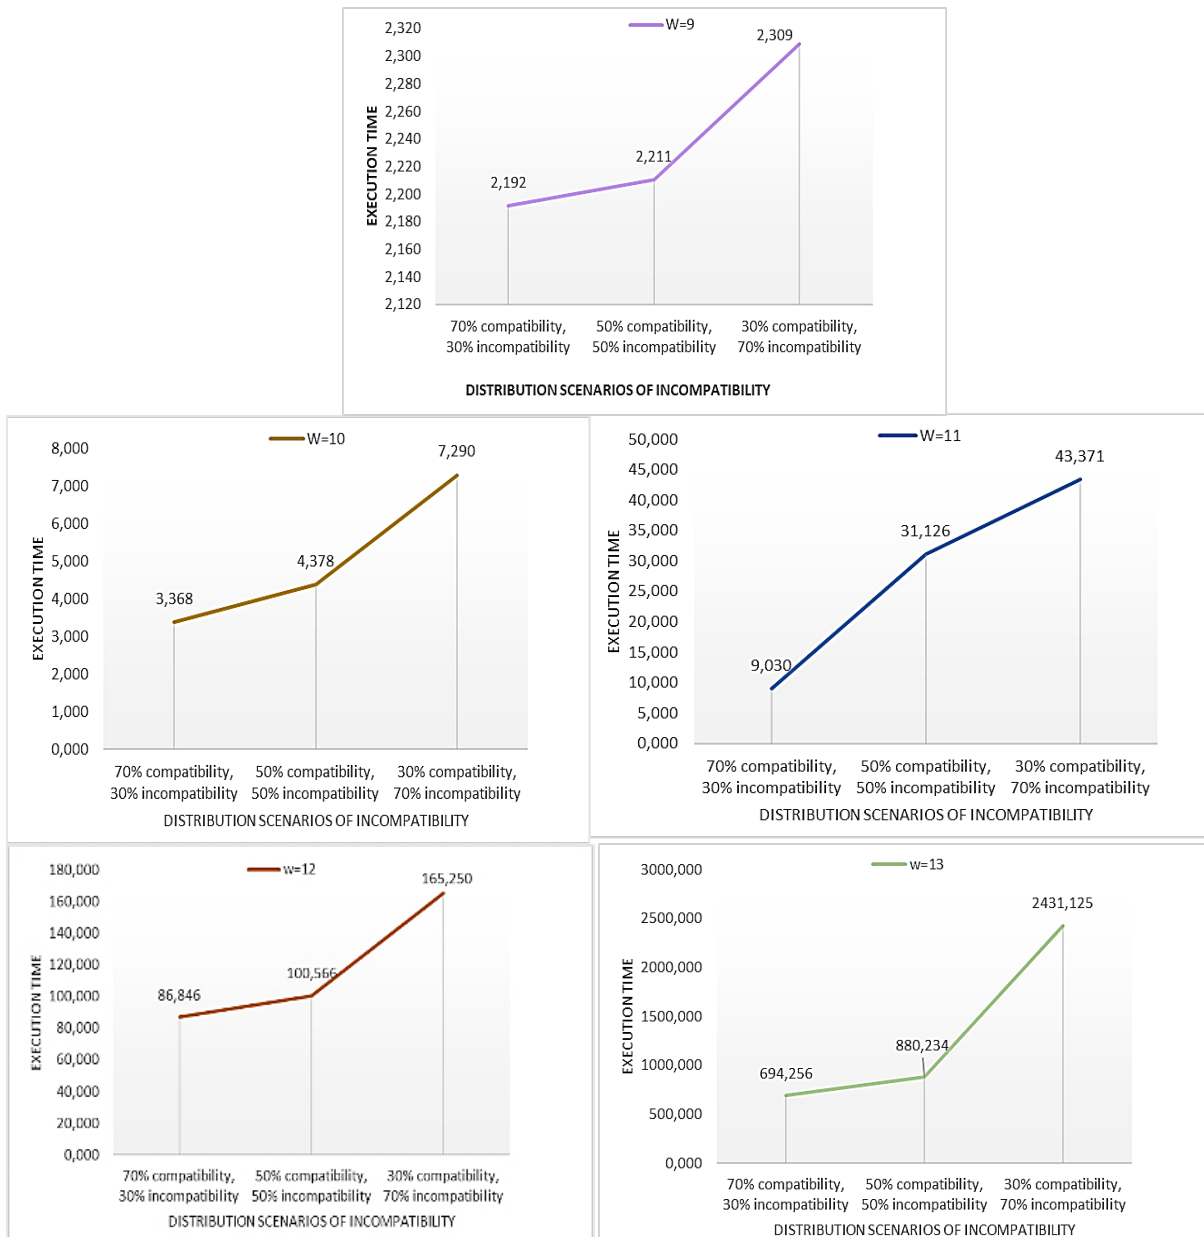 W=9
2,320
2,300
2,280
2,260
2,240
2,220
2,200
2,180
2,160
2,140
2,120
EXECUTION TIME
2,192
2,211
2,309
70% compatibility, 50% compatibility, 30% compatibility,
30% incompatibility 50% incompatibility 70% incompatibility
DISTRIBUTION SCENARIOS OF INCOMPATIBILITY
W=10
8,000
7,000
6,000
5,000
4,000
3,000
2,000
1,000
0,000
EXECUTION TIME
3,368
4,378
7,290
70% compatibility, 50% compatibility, 30% compatibility,
30% incompatibility 50% incompatibility 70% incompatibility
DISTRIBUTION SCENARIOS OF INCOMPATIBILITY
W=11
50,000
45,000
40,000
35,000
30,000
25,000
20,000
15,000
10,000
5,000
0,000
EXECUTION TIME
9,030
31,126
43,371
70% compatibility, 50% compatibility, 30% compatibility,
30% incompatibility 50% incompatibility 70% incompatibility
DISTRIBUTION SCENARIOS OF INCOMPATIBILITY
w=12
180,000
160,000
140,000
120,000
100,000
80,000
60,000
40,000
20,000
0,000
EXECUTION TIME
86,846
100,566
165,250
70% compatibility, 50% compatibility, 30% compatibility,
30% incompatibility 50% incompatibility 70% incompatibility
DISTRIBUTION SCENARIOS OF INCOMPATIBILITY
w=13
3000,000
2500,000
2000,000
1500,000
1000,000
500,000
0,000
EXECUTION TIME
694,256
880,234
2431,125
70% compatibility, 50% compatibility, 30% compatibility,
30% incompatibility 50% incompatibility 70% incompatibility
DISTRIBUTION SCENARIOS OF INCOMPATIBILITY